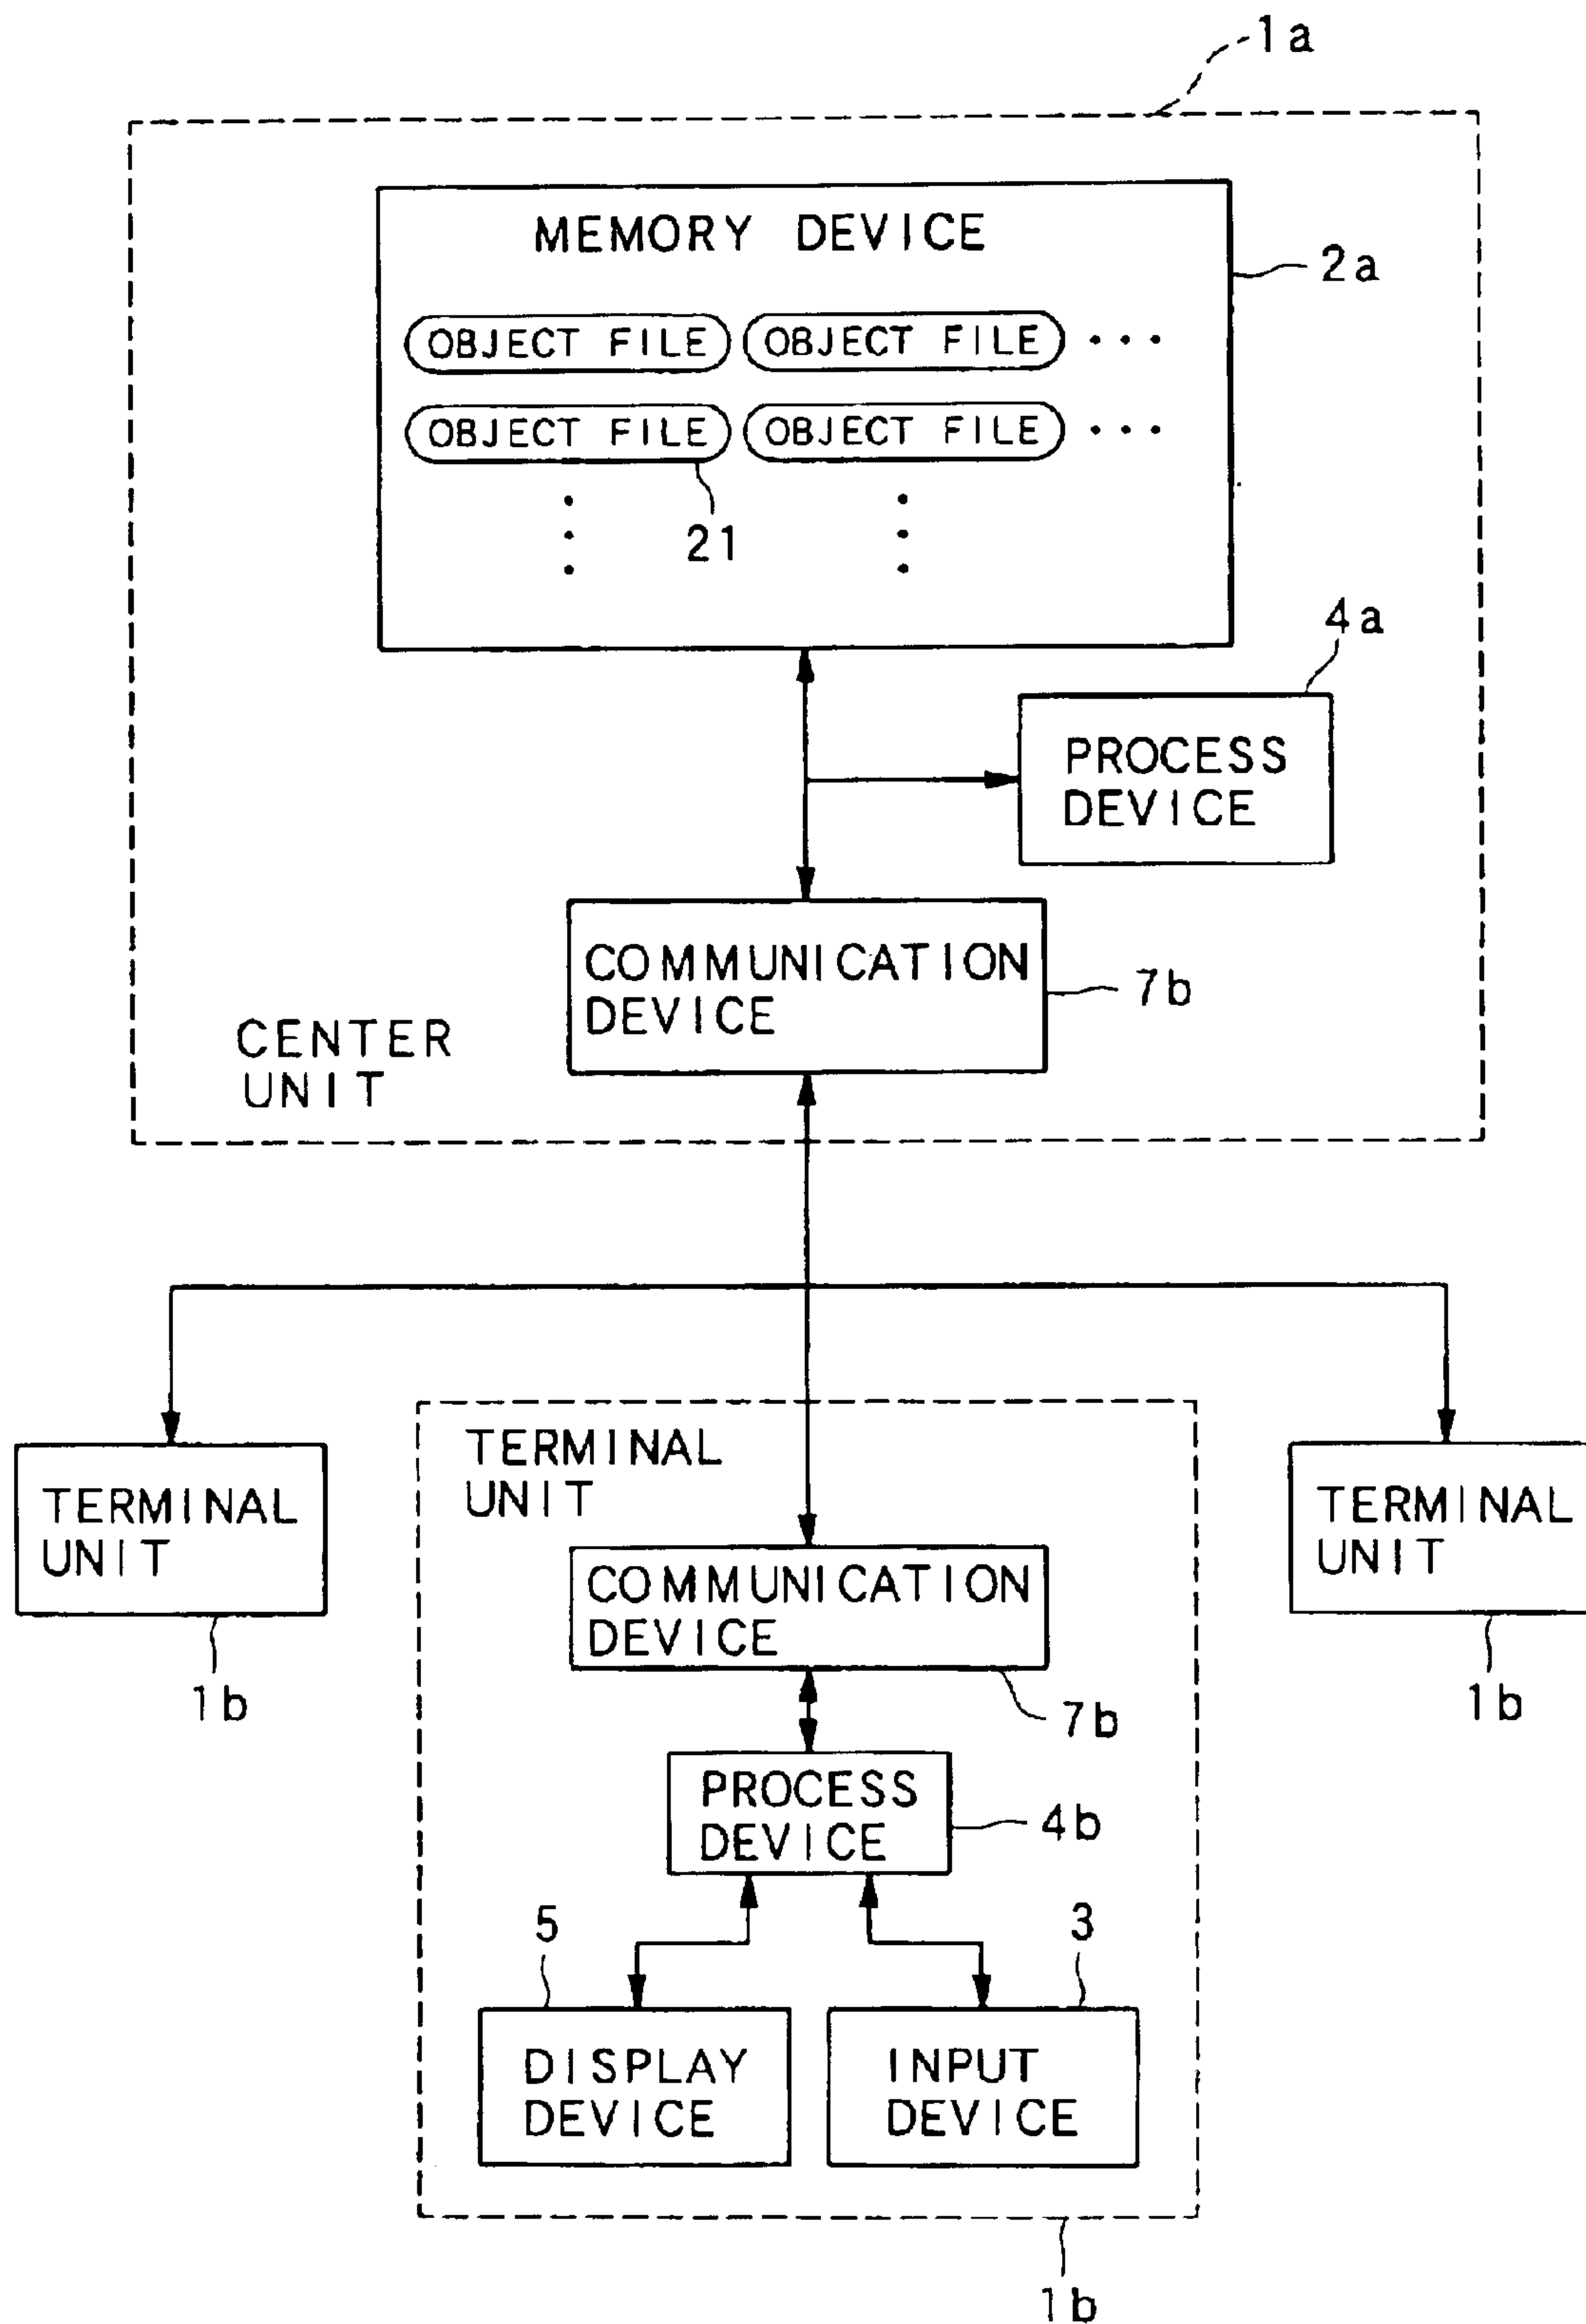 1a
MEMORY DEVICE
2a
OBJECT FILE OBJECT FILE ···
OBJECT FILE OBJECT FILE ···
21
4a
PROCESS
DEVICE
COMMUNICATION
DEVICE
7b
CENTER
UNIT
TERMINAL
UNIT
1b
TERMINAL
UNIT
COMMUNICATION
DEVICE
7b
PROCESS
DEVICE
4b
5
3
DISPLAY
DEVICE
INPUT
DEVICE
1b
TERMINAL
UNIT
1b